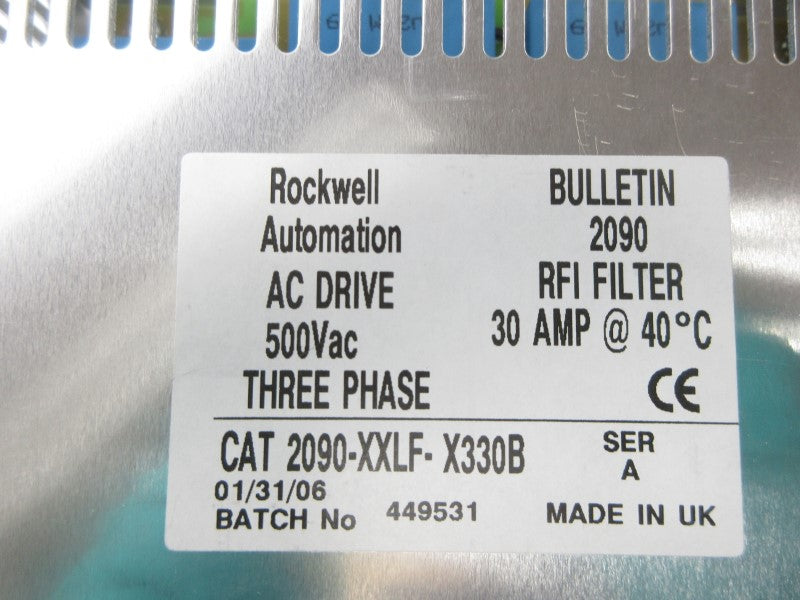 Rockwell BULLETIN
Automation 2090
AC DRIVE RFI FILTER
500Vac 30 AMP @ 40°C
THREE PHASE CE
CAT 2090-XXLF- X330B SER
A
01/31/06
BATCH No 449531 MADE IN UK